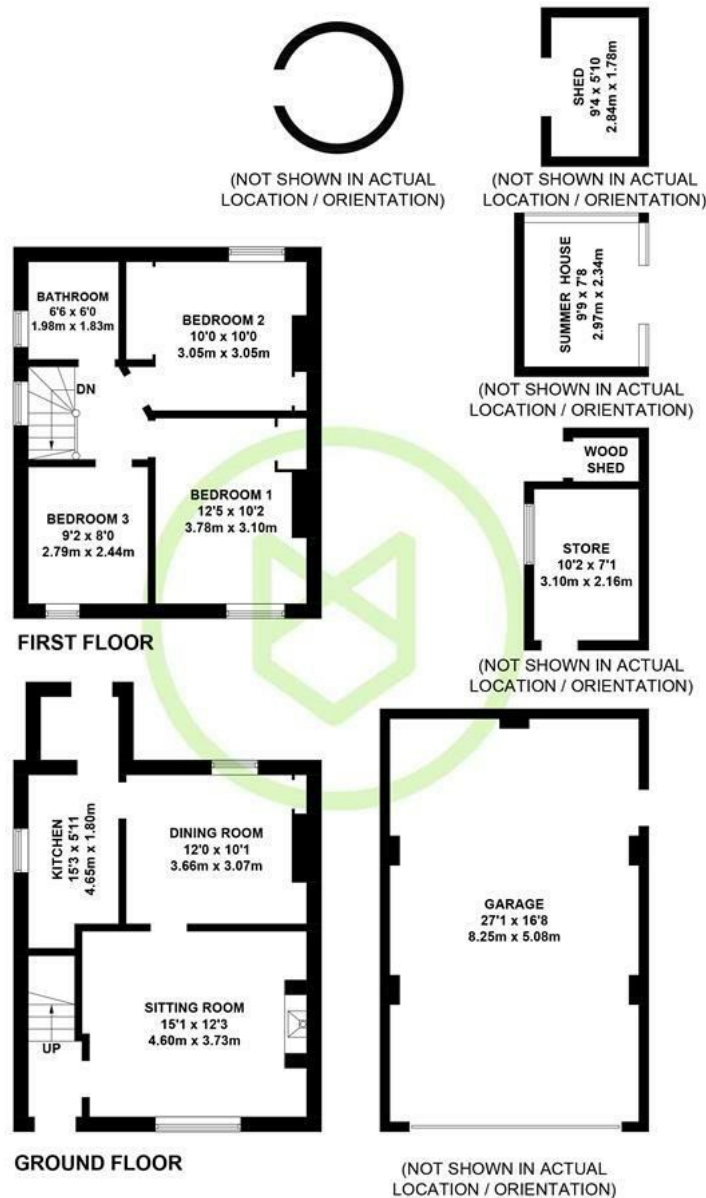 (NOT SHOWN IN ACTUAL
LOCATION / ORIENTATION)
SHED
9'4 x 5'10
2.84m x 1.78m
(NOT SHOWN IN ACTUAL
LOCATION / ORIENTATION)
BATHROOM
6'6 x 6'0
1.98m x 1.83m
BEDROOM 2
10'0 x 10'0
3.05m x 3.05m
SUMMER HOUSE
9'9 x 7'8
2.97m x 2.34m
(NOT SHOWN IN ACTUAL
LOCATION / ORIENTATION)
DN
BEDROOM 3
9'2 x 8'0
2.79m x 2.44m
BEDROOM 1
12'5 x 10'2
3.78m x 3.10m
WOOD
SHED
STORE
10'2 x 7'1
3.10m x 2.16m
FIRST FLOOR
(NOT SHOWN IN ACTUAL
LOCATION / ORIENTATION)
KITCHEN
15'3 x 5'11
4.65m x 1.80m
DINING ROOM
12'0 x 10'1
3.66m x 3.07m
GARAGE
27'1 x 16'8
8.25m x 5.08m
SITTING ROOM
15'1 x 12'3
4.60m x 3.73m
UP
GROUND FLOOR
(NOT SHOWN IN ACTUAL
LOCATION / ORIENTATION)